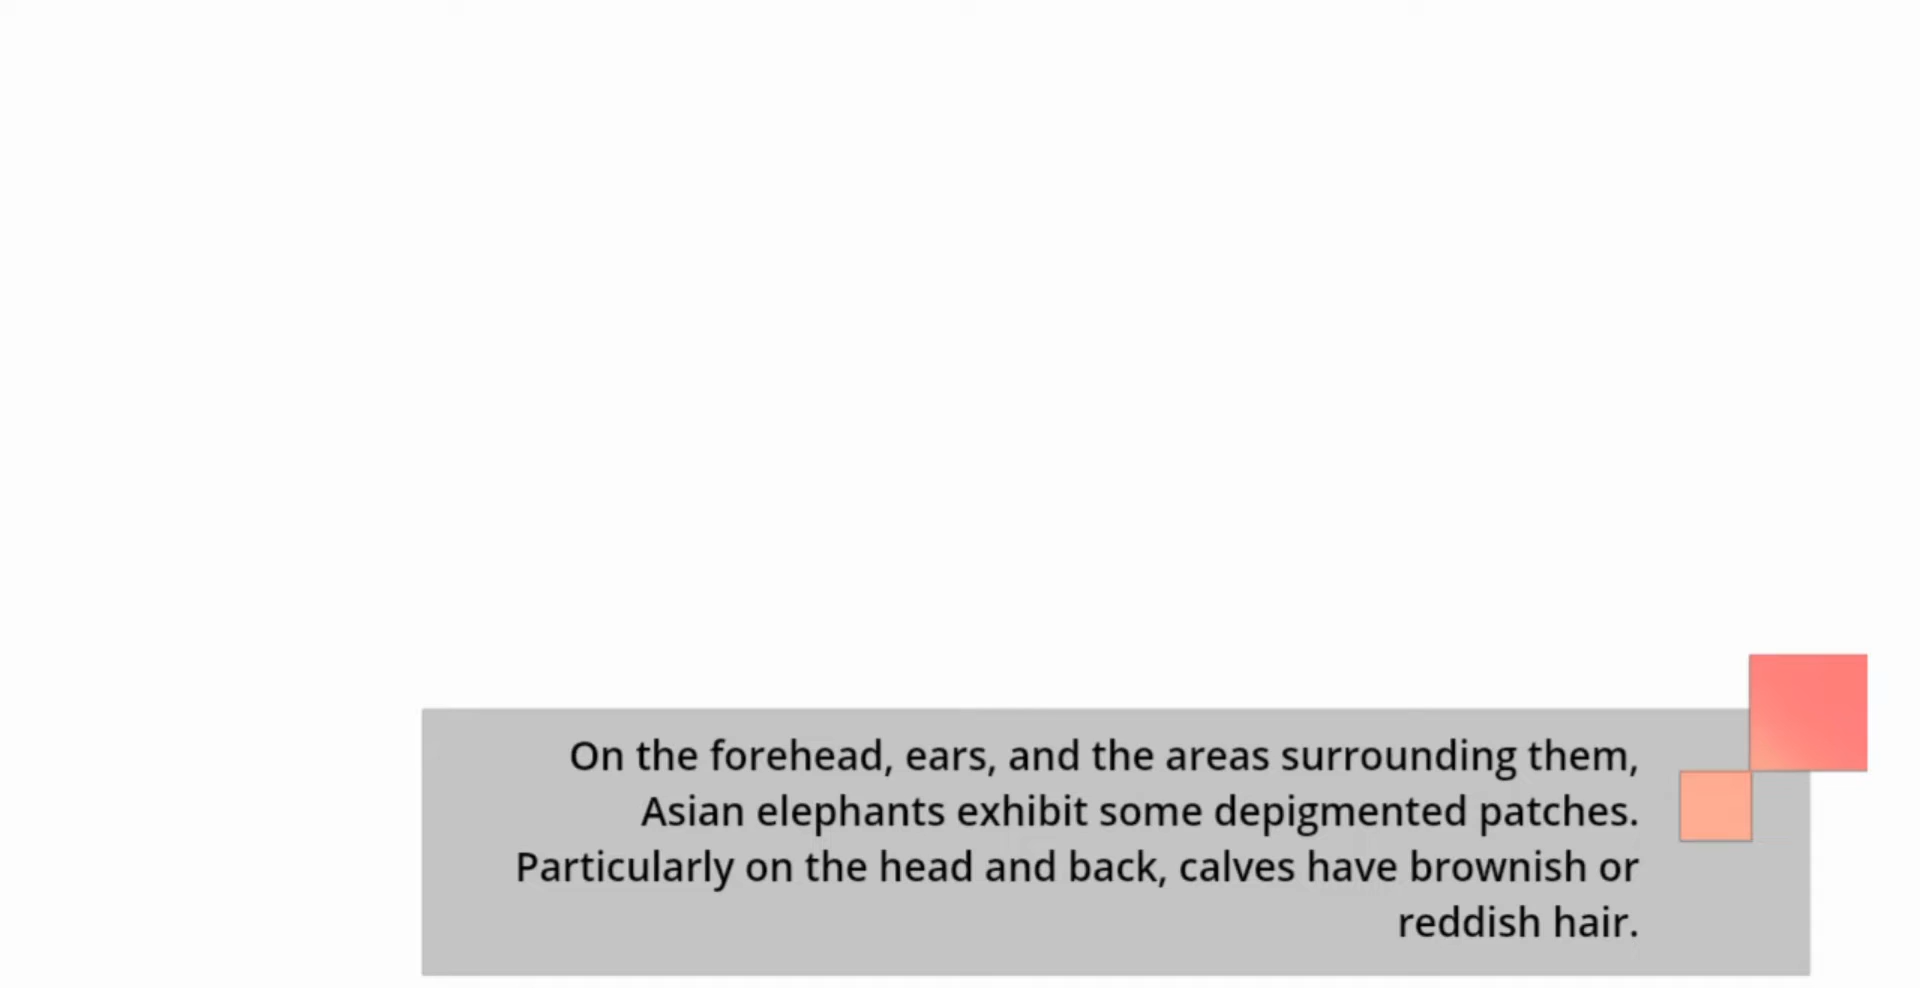 On the forehead, ears, and the areas surrounding them,
Asian elephants exhibit some depigmented patches.
Particularly on the head and back, calves have brownish or
reddish hair.